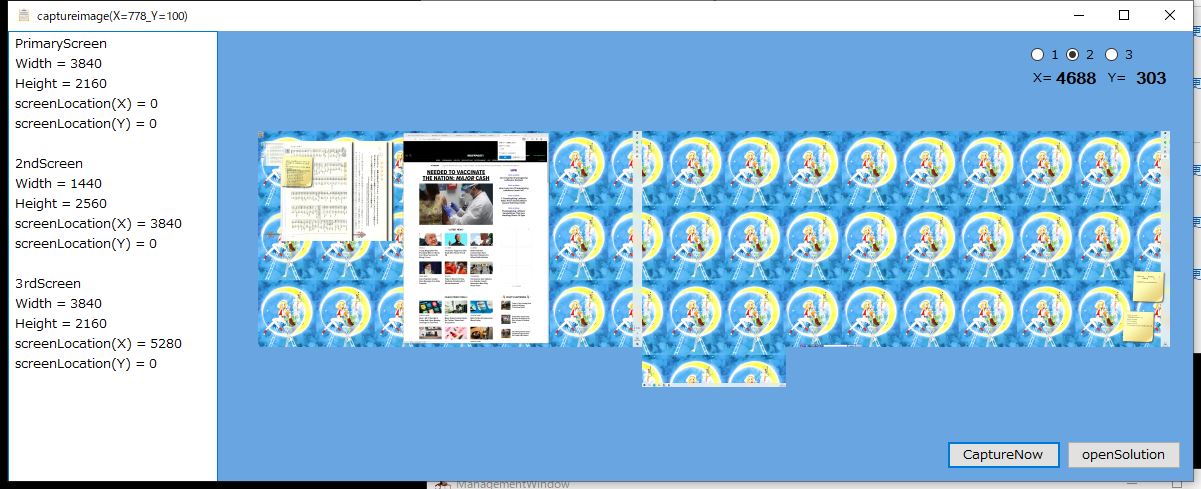 captureimage(X=778_Y=100)
PrimaryScreen
Width = 3840
Height = 2160
screenLocation(X) = 0
screenLocation(Y) = 0
2ndScreen
Width = 1440
Height = 2560
screenLocation(X) = 3840
screenLocation(Y) = 0
3rdScreen
Width = 3840
Height = 2160
screenLocation(X) = 5280
screenLocation(Y) = 0
1 2 3
X= 4688 Y= 303
NEEDED TO VACCINATE
THE NATION: MAJOR CASH
CaptureNow openSolution
ManagementWindow